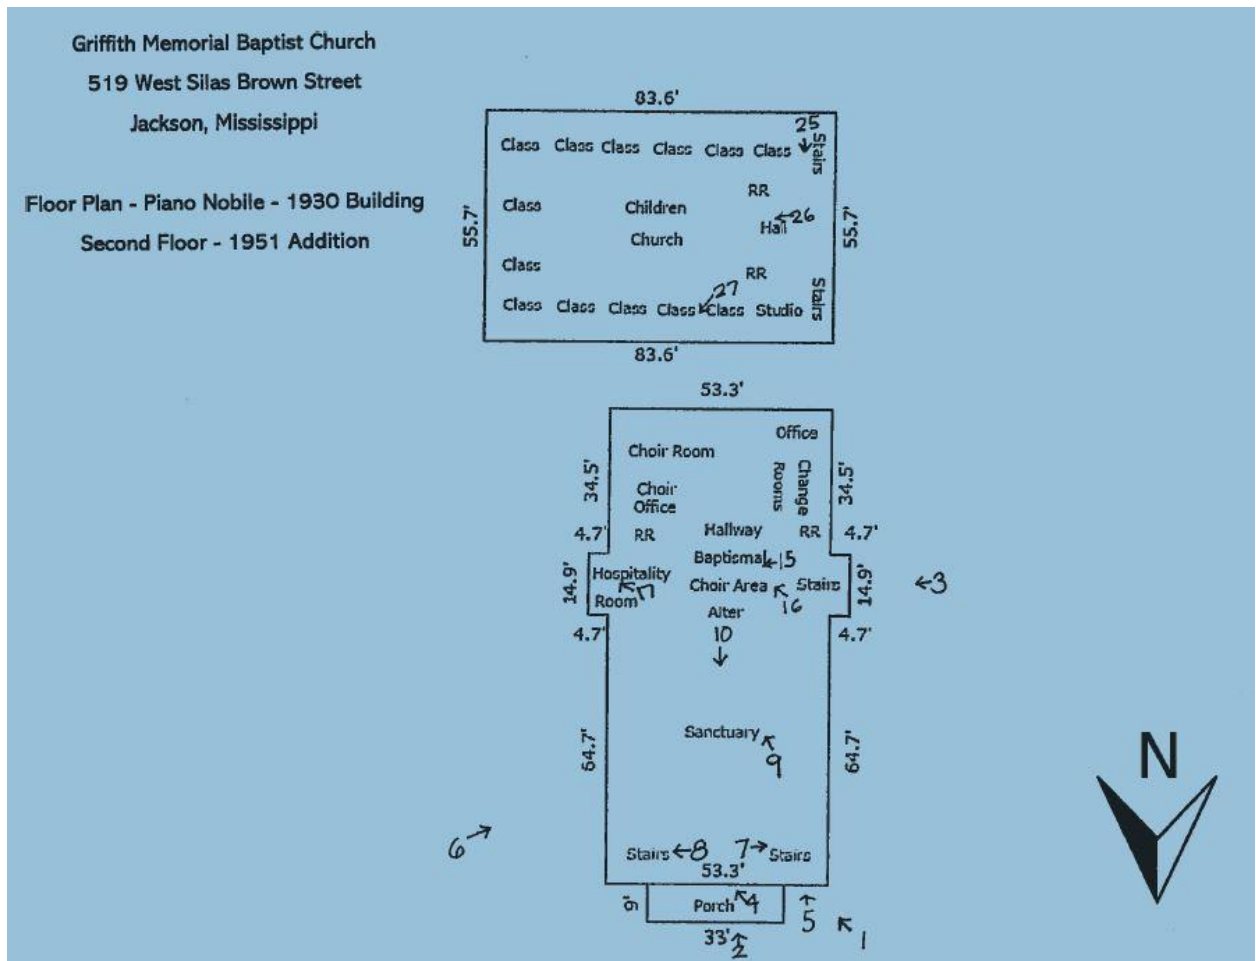 Griffith Memorial Baptist Church
519 West Silas Brown Street
Jackson, Mississippi
Floor Plan - Piano Nobile - 1930 Building
Second Floor - 1951 Addition
83.6'
25
Class Class Class Class Class Class Stairs
RR
55.7' Class Children Hall 26 55.7'
Church
Class RR
27
Class Class Class Class Class Studio Stairs
83.6'
53.3'
Office
Choir Room
34.5' Choir Rooms Change 34.5'
Office
4.7' RR Hallway RR 4.7'
Baptismal 15
14.9' Hospitality Choir Area Stairs 14.9' 3
Room 17 Alter 16
4.7' 10 4.7'
64.7' Sanctuary 64.7'
9
N
6
Stairs 8 7 Stairs
53.3'
9' Porch 4
5 1
33' 2